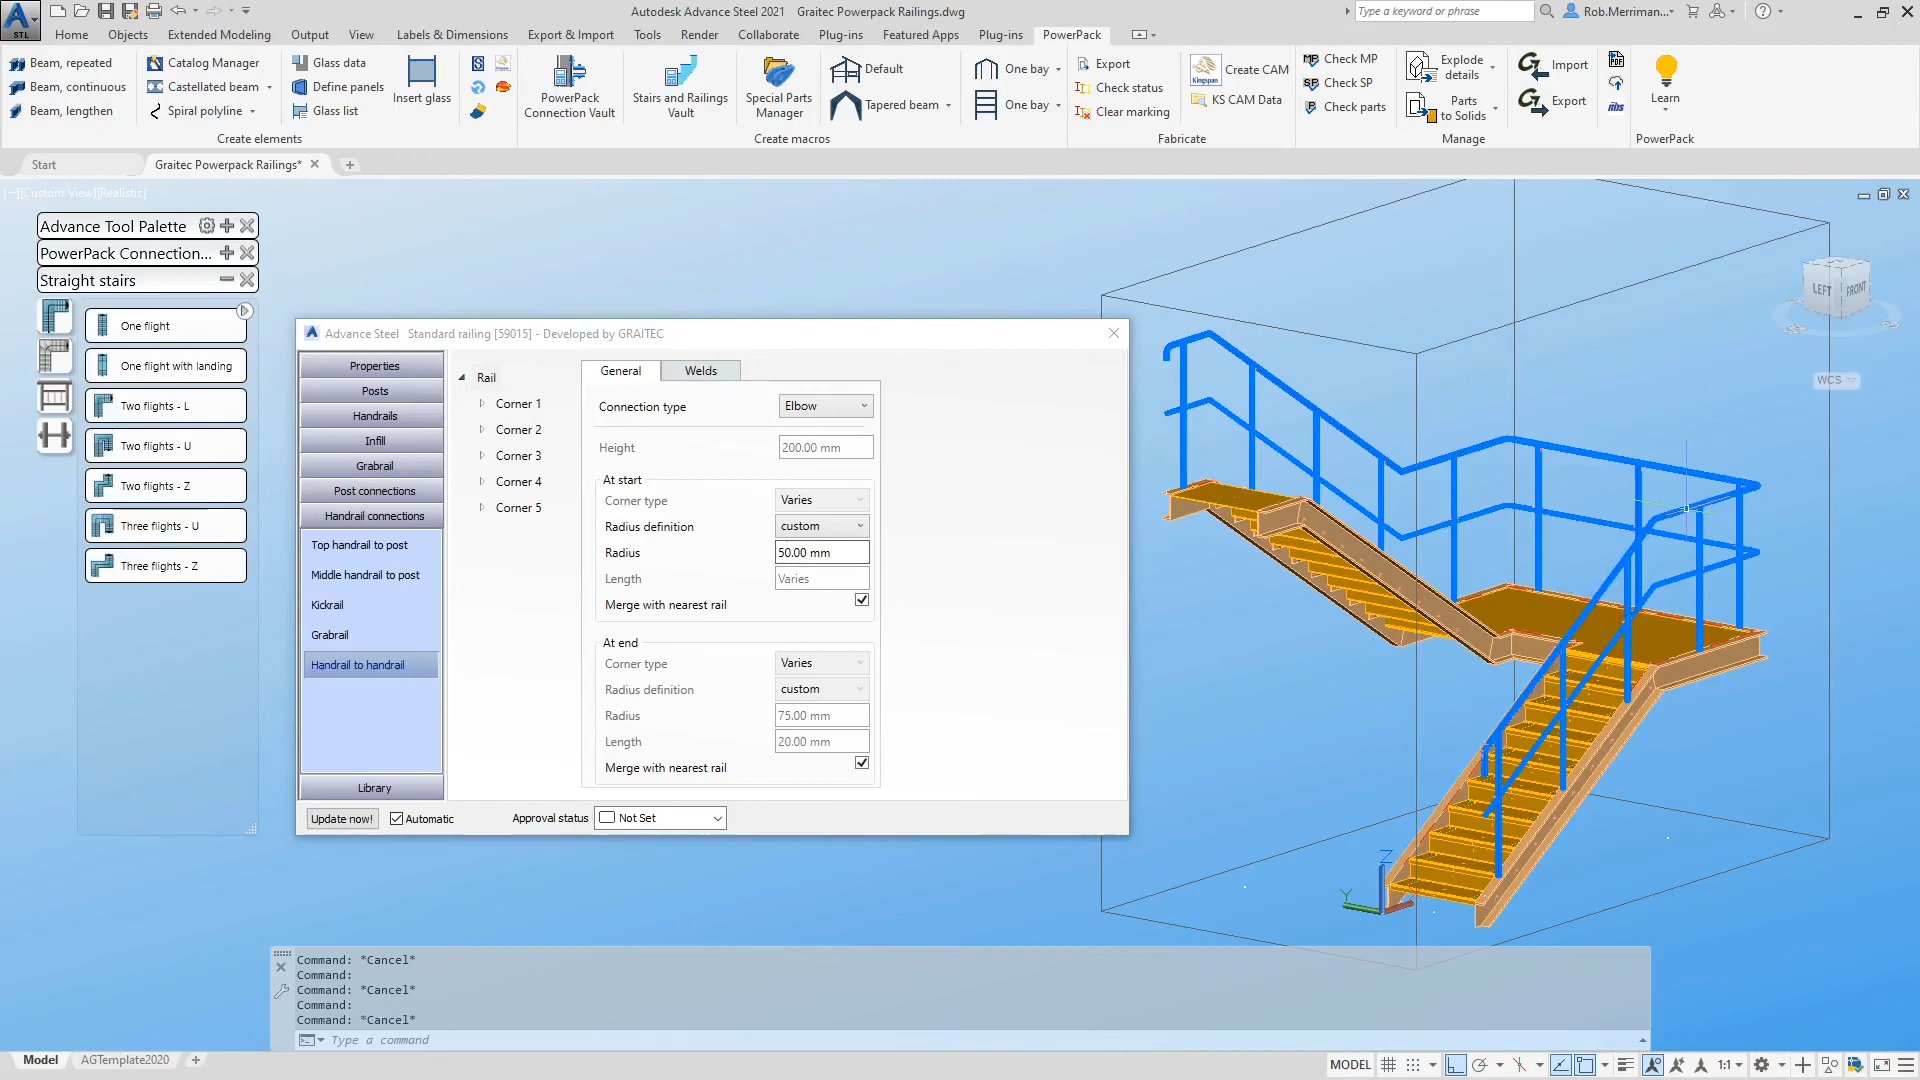 Autodesk Advance Steel 2021 Graitec Powerpack Railings.dwg
Type a keyword or phrase
Rob.Merriman...
STL
Home Objects Extended Modeling Output View Labels & Dimensions Export & Import Tools Render Collaborate Plug-ins Featured Apps Plug-ins PowerPack
Beam, repeated
Beam, continuous
Beam, lengthen
Catalog Manager
Castellated beam
Spiral polyline
Glass data
Define panels
Glass list
Insert glass
Create elements
PowerPack
Connection Vault
Stairs and Railings
Vault
Special Parts
Manager
Default
Tapered beam
One bay
One bay
Create macros
Export
Check status
Clear marking
Kingspan
Create CAM
KS CAM Data
Fabricate
MP Check MP
SP Check SP
P Check parts
Explode
details
Parts
to Solids
Import
Export
Manage
PDF
Learn
PowerPack
Start
Graitec Powerpack Railings*
[−][Custom View][Realistic]
Advance Tool Palette
PowerPack Connection...
Straight stairs
One flight
One flight with landing
Two flights - L
Two flights - U
Two flights - Z
Three flights - U
Three flights - Z
Advance Steel Standard railing [59015] - Developed by GRAITEC
Properties
Posts
Handrails
Infill
Grabrail
Post connections
Handrail connections
Top handrail to post
Middle handrail to post
Kickrail
Grabrail
Handrail to handrail
Library
Rail
Corner 1
Corner 2
Corner 3
Corner 4
Corner 5
General Welds
Connection type Elbow
Height 200.00 mm
At start
Corner type Varies
Radius definition custom
Radius 50.00 mm
Length Varies
Merge with nearest rail
At end
Corner type Varies
Radius definition custom
Radius 75.00 mm
Length 20.00 mm
Merge with nearest rail
Update now! Automatic Approval status Not Set
LEFT FRONT
WCS
Z
Y
Command: *Cancel*
Command:
Command: *Cancel*
Command:
Command: *Cancel*
Type a command
Model AGTemplate2020
MODEL 1:1